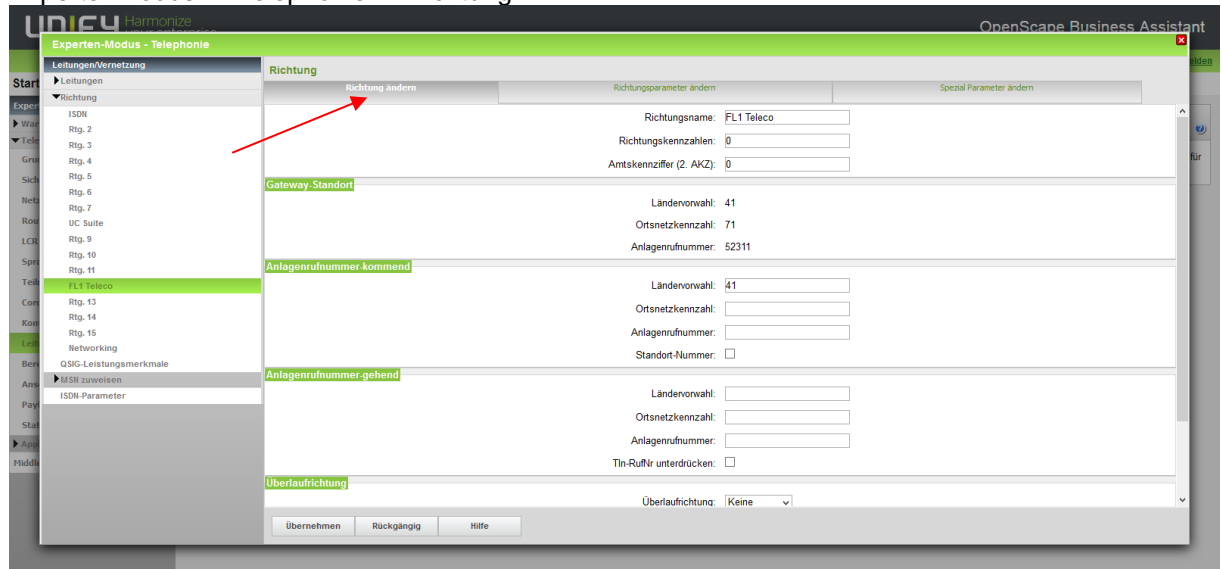 UNIFY Harmonize
OpenScape Business Assistant
Experten-Modus - Telephonie
Leitungen/Vernetzung
Leitungen
Richtung
ISDN
Rtg. 2
Rtg. 3
Rtg. 4
Rtg. 5
Rtg. 6
Rtg. 7
UC Suite
Rtg. 9
Rtg. 10
Rtg. 11
FL1 Teleco
Rtg. 13
Rtg. 14
Rtg. 15
Networking
QSIG-Leistungsmerkmale
MSN zuweisen
ISDN-Parameter
Richtung
Richtung ändern
Richtungsparameter ändern
Spezial Parameter ändern
Richtungsname: FL1 Teleco
Richtungskennzahlen: 0
Amtskennziffer (2. AKZ): 0
Gateway-Standort
Ländervorwahl: 41
Ortsnetzkennzahl: 71
Anlagenrufnummer: 52311
Anlagenrufnummer-kommend
Ländervorwahl: 41
Ortsnetzkennzahl:
Anlagenrufnummer:
Standort-Nummer:
Anlagenrufnummer-gehend
Ländervorwahl:
Ortsnetzkennzahl:
Anlagenrufnummer:
Tln-RufNr unterdrücken:
Überlaufrichtung
Überlaufrichtung: Keine
Übernehmen
Rückgängig
Hilfe
für